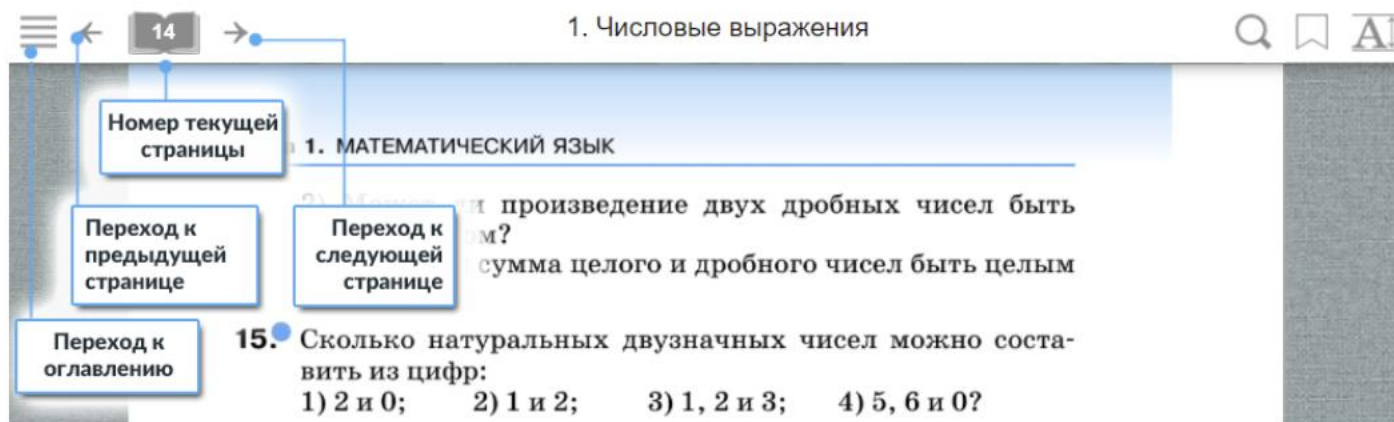 14
1. Числовые выражения
Номер текущей
страницы
1. МАТЕМАТИЧЕСКИЙ ЯЗЫК
произведение двух дробных чисел быть
сумма целого и дробного чисел быть целым
Переход к
предыдущей
странице
Переход к
следующей
странице
Переход к
оглавлению
15. Сколько натуральных двузначных чисел можно соста-
вить из цифр:
1) 2 и 0; 2) 1 и 2; 3) 1, 2 и 3; 4) 5, 6 и 0?